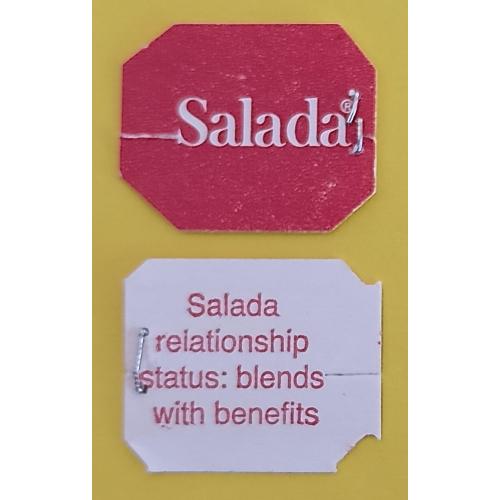 Salada®
Salada
relationship
status: blends
with benefits